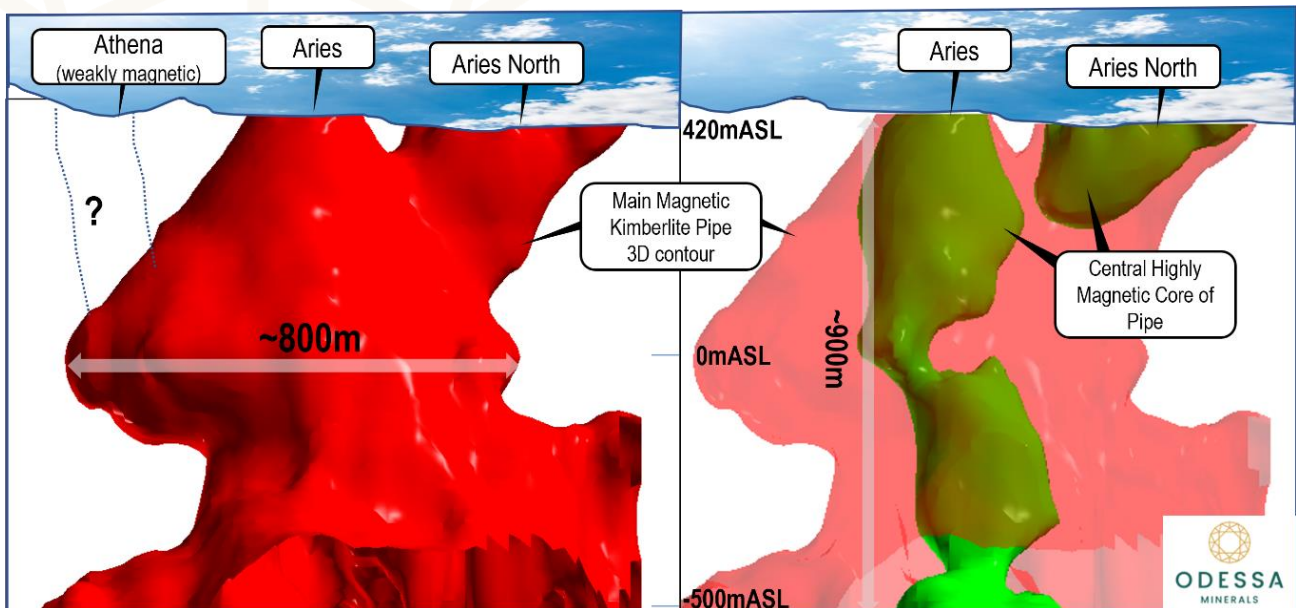 Athena
(weakly magnetic)
Aries
Aries North
Aries
Aries North
420mASL
?
Main Magnetic
Kimberlite Pipe
3D contour
Central Highly
Magnetic Core of
Pipe
~800m
~900m
0mASL
-500mASL
ODESSA
MINERALS